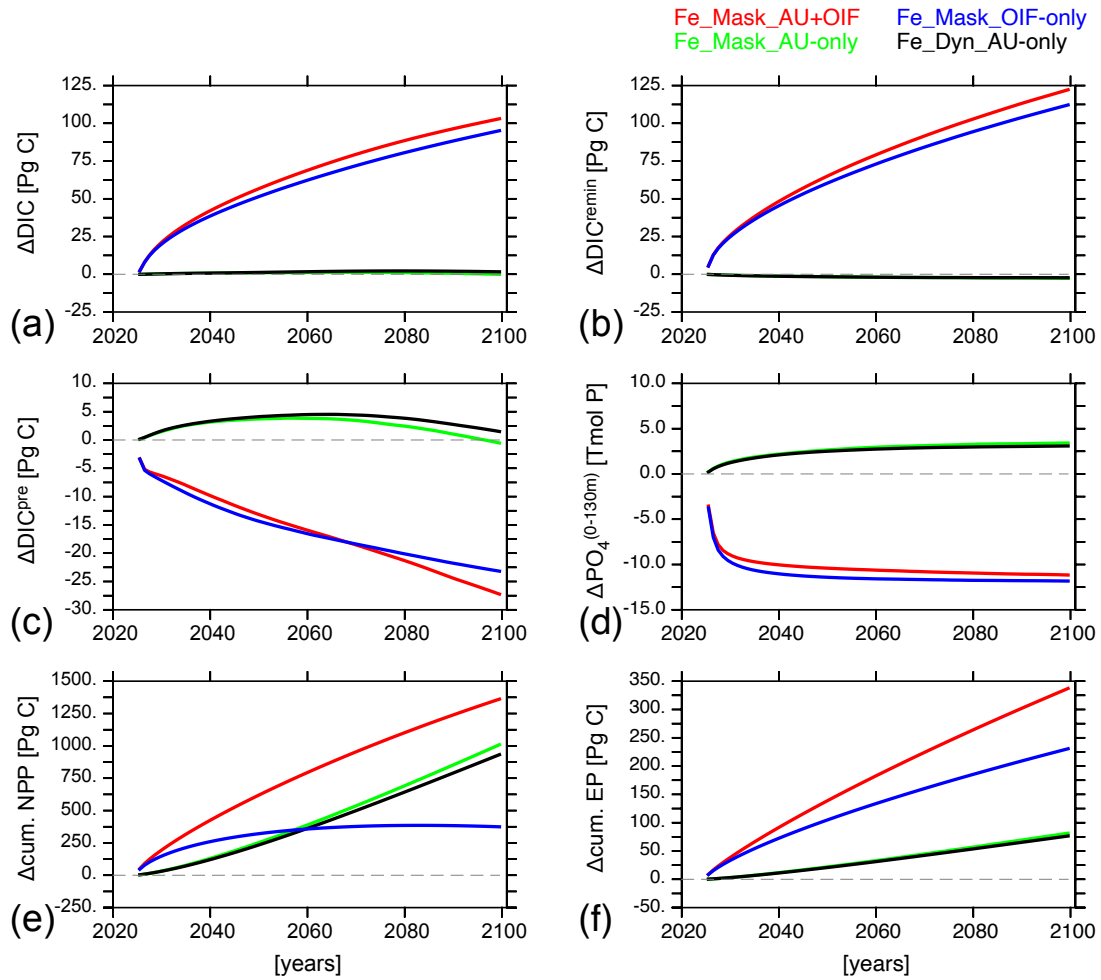 Fe_Mask_AU+OIF Fe_Mask_OIF-only
Fe_Mask_AU-only Fe_Dyn_AU-only
(a)
ΔDIC [Pg C]
125.
100.
75.
50.
25.
0.
-25.
2020 2040 2060 2080 2100
(b)
ΔDIC^remin [Pg C]
125.
100.
75.
50.
25.
0.
-25.
2020 2040 2060 2080 2100
(c)
ΔDIC^pre [Pg C]
10.
5.
0.
-5.
-10.
-15.
-20.
-25.
-30.
2020 2040 2060 2080 2100
(d)
ΔPO4^(0-130m) [Tmol P]
10.0
5.0
0.0
-5.0
-10.0
-15.0
2020 2040 2060 2080 2100
(e)
Δcum. NPP [Pg C]
1500.
1250.
1000.
750.
500.
250.
0.
-250.
2020 2040 2060 2080 2100
[years]
(f)
Δcum. EP [Pg C]
350.
300.
250.
200.
150.
100.
50.
0.
-50.
2020 2040 2060 2080 2100
[years]